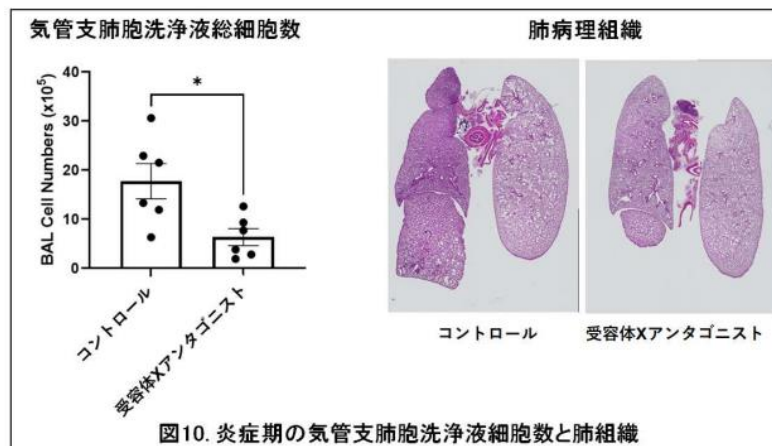 気管支肺胞洗浄液総細胞数
肺病理組織
BAL Cell Numbers (x10⁵)
40
30
20
10
0
*
コントロール
受容体Xアンタゴニスト
コントロール
受容体Xアンタゴニスト
図10. 炎症期の気管支肺胞洗浄液細胞数と肺組織